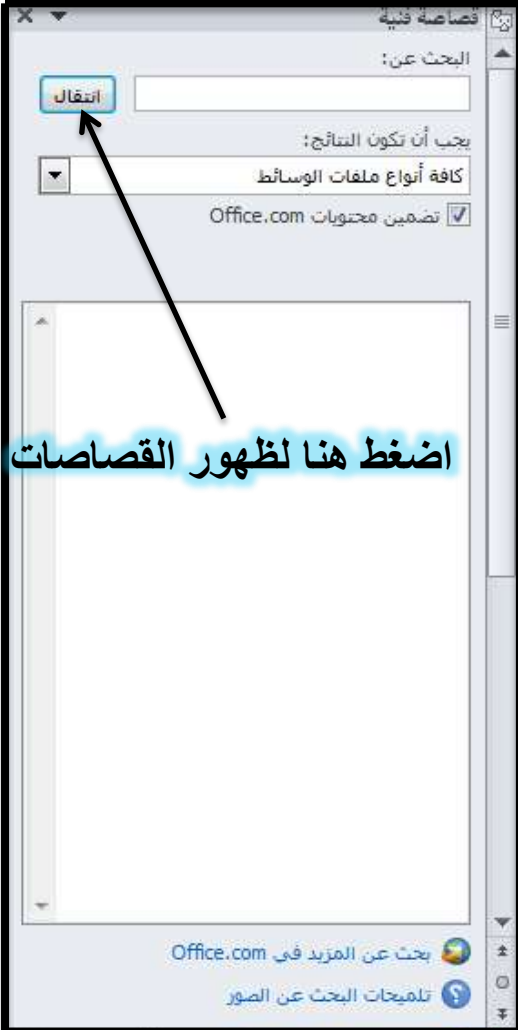 قصاصة فنية
البحث عن:
انتقال
يجب أن تكون النتائج:
كافة أنواع ملفات الوسائط
تضمين محتويات Office.com
اضغط هنا لظهور القصاصات
بحث عن المزيد في Office.com
تلميحات البحث عن الصور